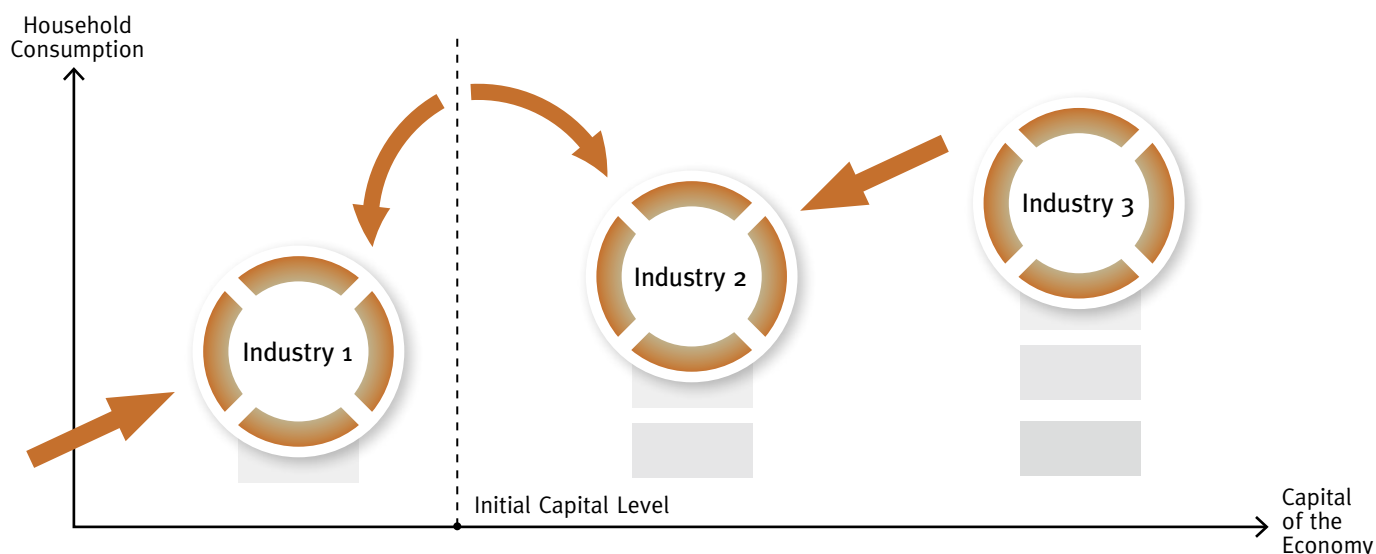 Household
Consumption
Industry 3
Industry 2
Industry 1
Initial Capital Level
Capital
of the
Economy